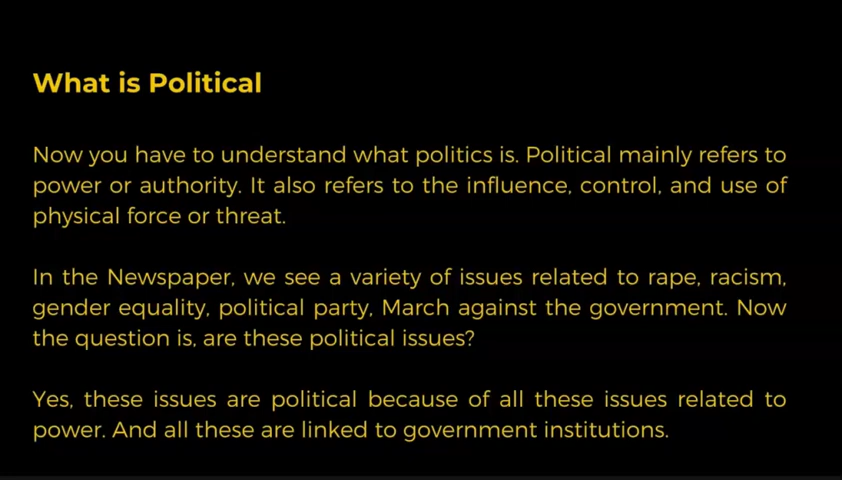 What is Political
Now you have to understand what politics is. Political mainly refers to
power or authority. It also refers to the influence, control, and use of
physical force or threat.
In the Newspaper, we see a variety of issues related to rape, racism,
gender equality, political party, March against the government. Now
the question is, are these political issues?
Yes, these issues are political because of all these issues related to
power. And all these are linked to government institutions.